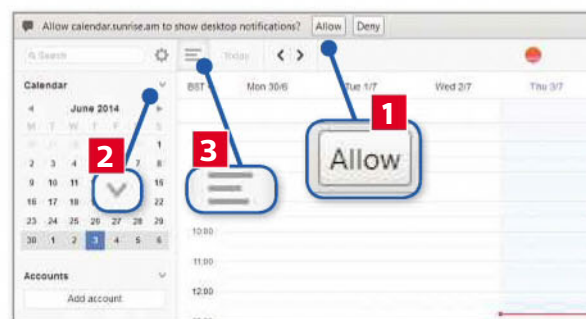 Allow calendar.sunrise.am to show desktop notifications? Allow Deny
Search Today
Calendar BST Mon 30/6 Tue 1/7 Wed 2/7 Thu 3/7
June 2014
1
2 3 4 7 8
9 10 11 15
16 17 18 22
23 24 25 26 27 28 29
30 1 2 3 4 5 6
1
Allow
2
3
10:00
11:00
12:00
Accounts
Add account